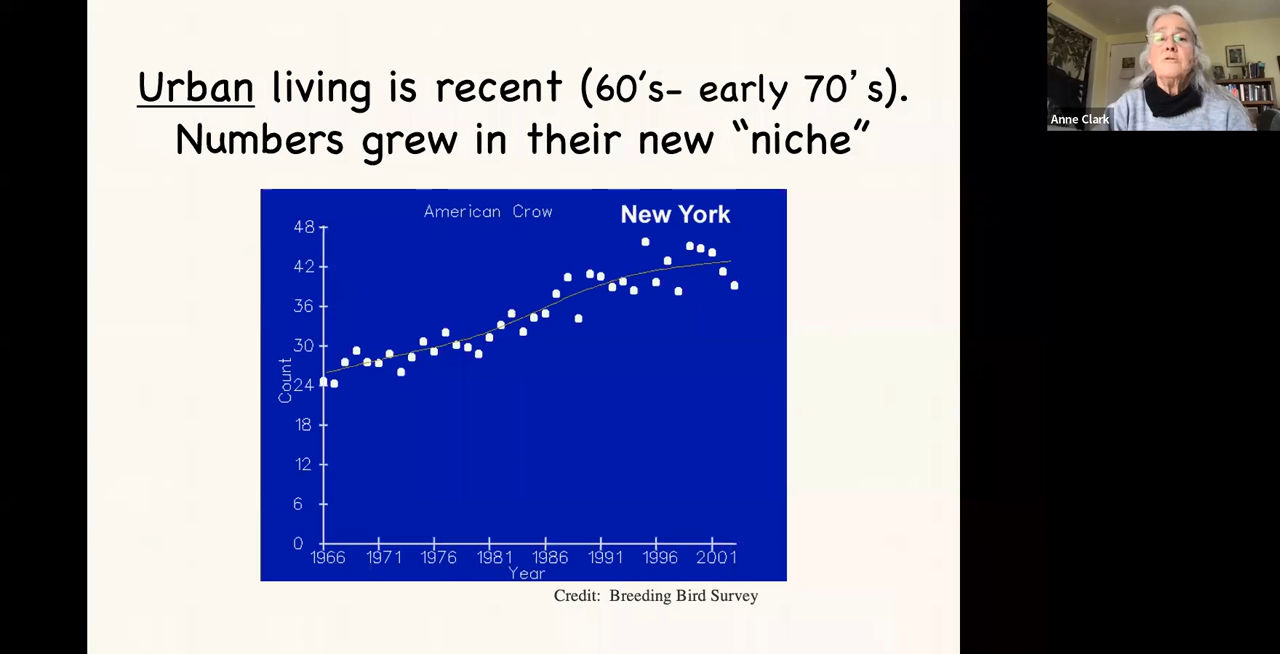 Urban living is recent (60's- early 70's).
Numbers grew in their new “niche”
Anne Clark
American Crow
New York
48
42
36
30
24
18
12
6
0
Count
1966 1971 1976 1981 1986 1991 1996 2001
Year
Credit: Breeding Bird Survey